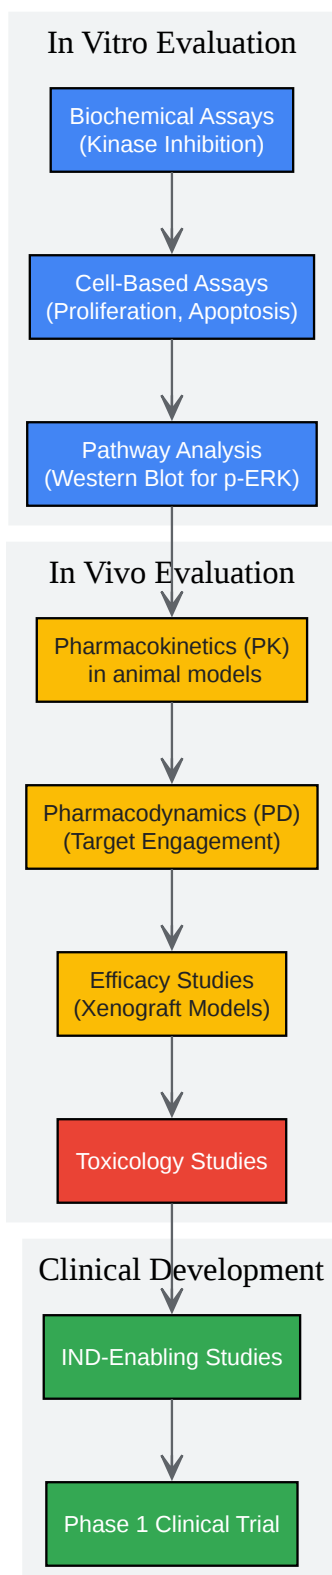 In Vitro Evaluation
Biochemical Assays
(Kinase Inhibition)
Cell-Based Assays
(Proliferation, Apoptosis)
Pathway Analysis
(Western Blot for p-ERK)
In Vivo Evaluation
Pharmacokinetics (PK)
in animal models
Pharmacodynamics (PD)
(Target Engagement)
Efficacy Studies
(Xenograft Models)
Toxicology Studies
Clinical Development
IND-Enabling Studies
Phase 1 Clinical Trial